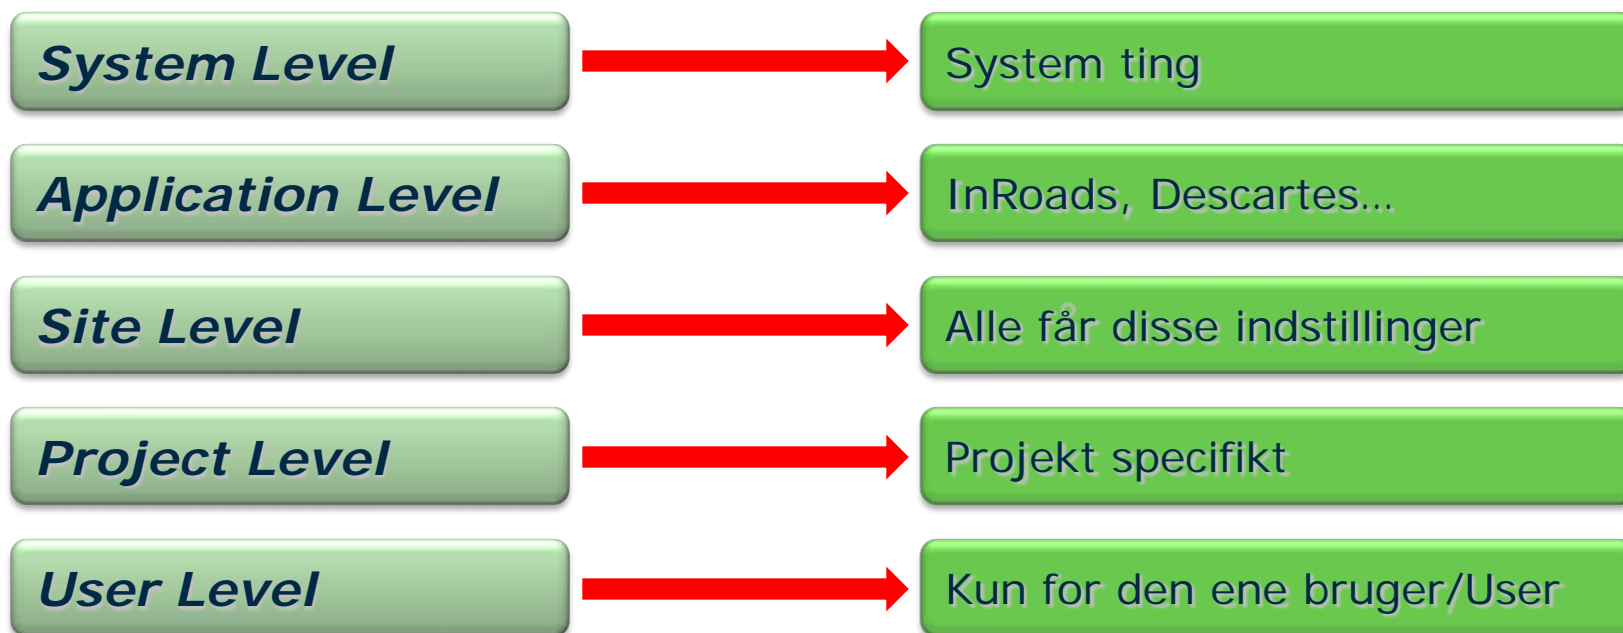 System Level
System ting
Application Level
InRoads, Descartes...
Site Level
Alle får disse indstillinger
Project Level
Projekt specifikt
User Level
Kun for den ene bruger/User